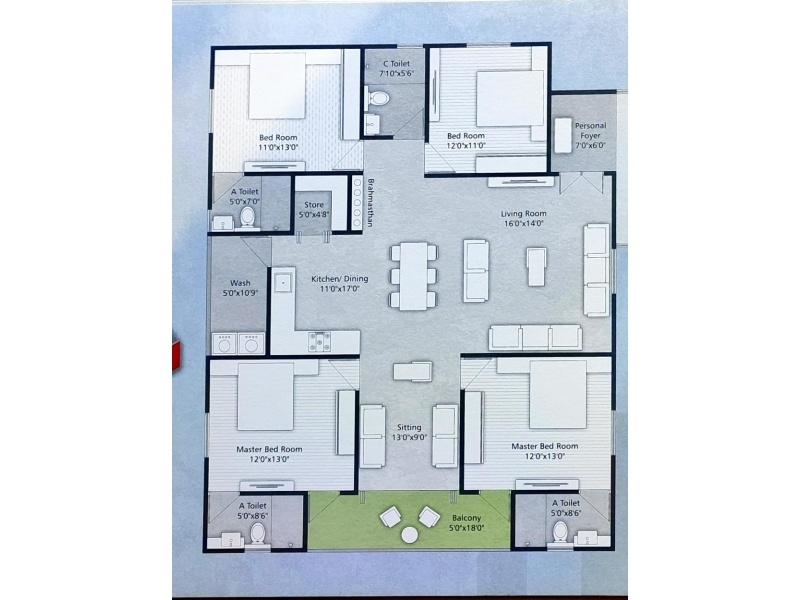 C Toilet
7'10"x5'6"
Bed Room
11'0"x13'0"
Bed Room
12'0"x11'0"
Personal
Foyer
7'0"x6'0"
A Toilet
5'0"x7'0"
Store
5'0"x4'8"
Brahmasthan
Living Room
16'0"x14'0"
Kitchen/ Dining
11'0"x17'0"
Wash
5'0"x10'9"
Sitting
13'0"x9'0"
Master Bed Room
12'0"x13'0"
Master Bed Room
12'0"x13'0"
A Toilet
5'0"x8'6"
Balcony
5'0"x18'0"
A Toilet
5'0"x8'6"